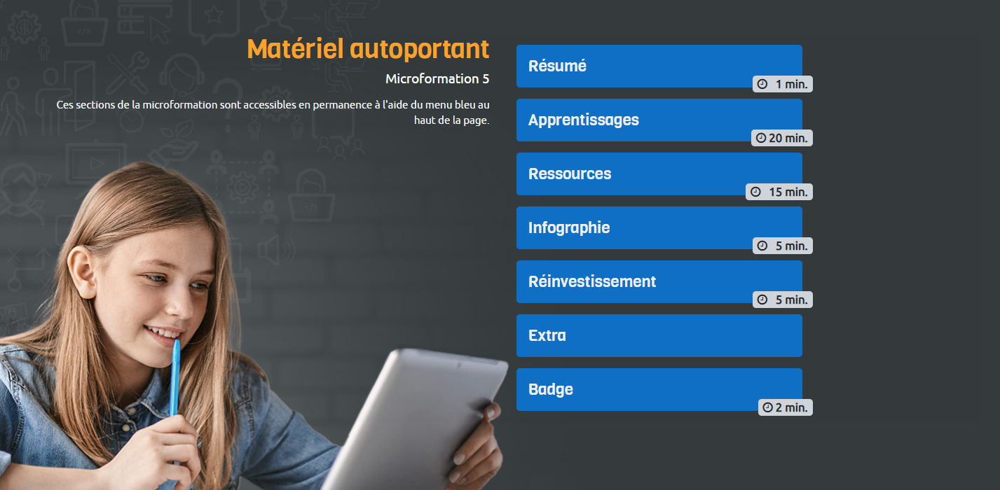 Matériel autoportant
Microformation 5
Ces sections de la microformation sont accessibles en permanence à l'aide du menu bleu au
haut de la page.
Résumé
1 min.
Apprentissages
20 min.
Ressources
15 min.
Infographie
5 min.
Réinvestissement
5 min.
Extra
Badge
2 min.